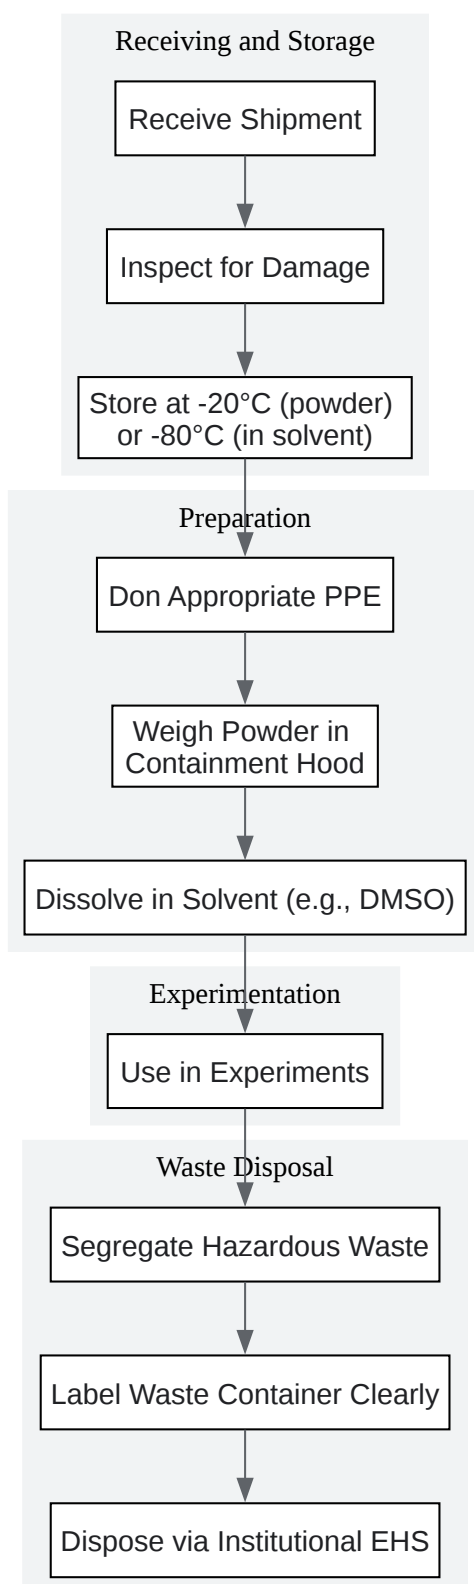 Receiving and Storage
Receive Shipment
Inspect for Damage
Store at -20°C (powder)
or -80°C (in solvent)
Preparation
Don Appropriate PPE
Weigh Powder in
Containment Hood
Dissolve in Solvent (e.g., DMSO)
Experimentation
Use in Experiments
Waste Disposal
Segregate Hazardous Waste
Label Waste Container Clearly
Dispose via Institutional EHS